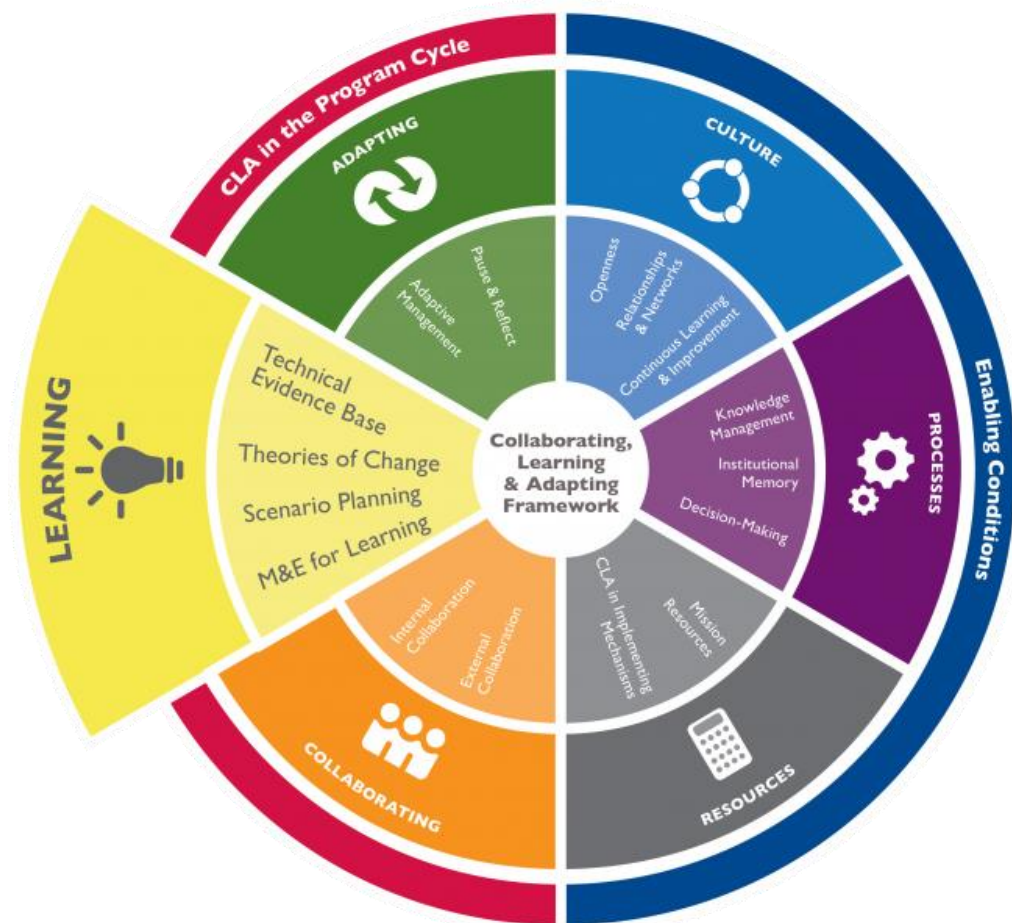 CLA in the Program Cycle
ADAPTING
Adaptive
Management
Pause & Reflect
CULTURE
Openness
Relationships
& Networks
Continuous Learning
& Improvement
Enabling Conditions
PROCESSES
Knowledge
Management
Institutional
Memory
Decision-Making
LEARNING
Technical
Evidence Base
Theories of Change
Scenario Planning
M&E for Learning
Collaborating,
Learning
& Adapting
Framework
COLLABORATING
Internal
Collaboration
External
Collaboration
RESOURCES
CLA in Implementing
Mechanisms
Mission
Resources